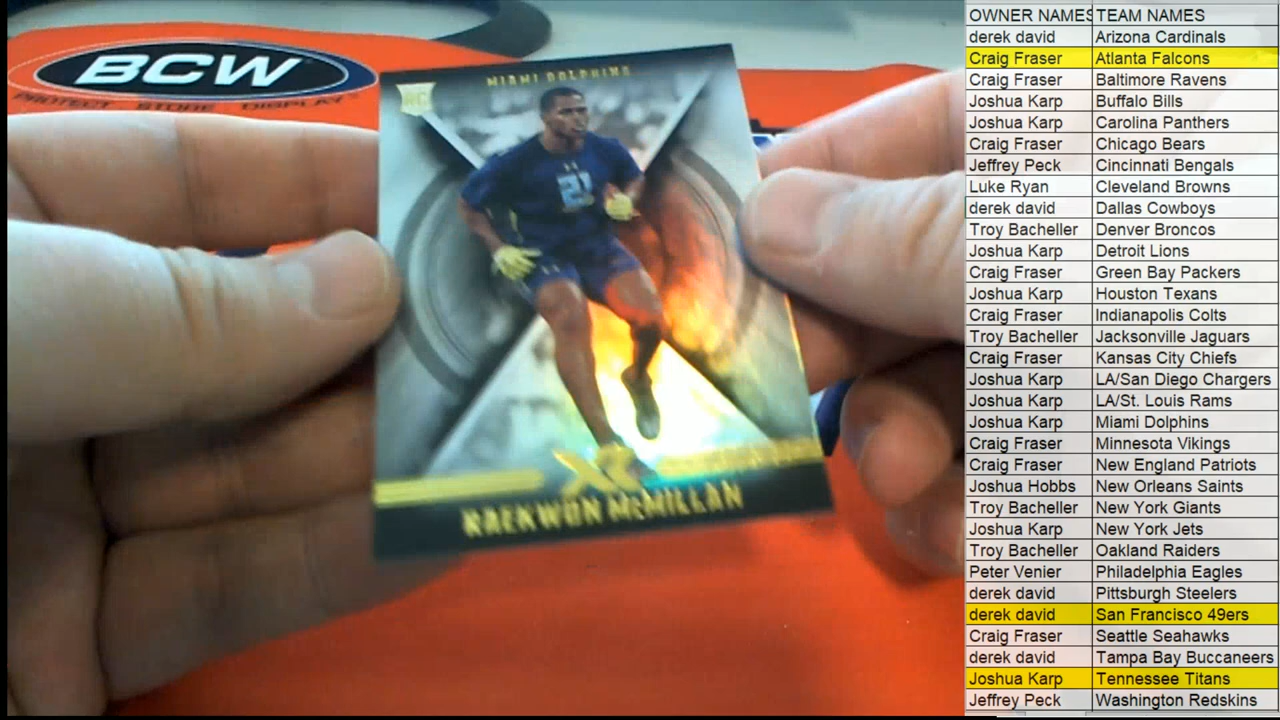 BCW
PROTECT STORE DISPLAY
MIAMI DOLPHINS
RC
21
XR
RAEKWON McMILLAN
OWNER NAMES TEAM NAMES
derek david Arizona Cardinals
Craig Fraser Atlanta Falcons
Craig Fraser Baltimore Ravens
Joshua Karp Buffalo Bills
Joshua Karp Carolina Panthers
Craig Fraser Chicago Bears
Jeffrey Peck Cincinnati Bengals
Luke Ryan Cleveland Browns
derek david Dallas Cowboys
Troy Bacheller Denver Broncos
Joshua Karp Detroit Lions
Craig Fraser Green Bay Packers
Joshua Karp Houston Texans
Craig Fraser Indianapolis Colts
Troy Bacheller Jacksonville Jaguars
Craig Fraser Kansas City Chiefs
Joshua Karp LA/San Diego Chargers
Joshua Karp LA/St. Louis Rams
Joshua Karp Miami Dolphins
Craig Fraser Minnesota Vikings
Craig Fraser New England Patriots
Joshua Hobbs New Orleans Saints
Troy Bacheller New York Giants
Joshua Karp New York Jets
Troy Bacheller Oakland Raiders
Peter Venier Philadelphia Eagles
derek david Pittsburgh Steelers
derek david San Francisco 49ers
Craig Fraser Seattle Seahawks
derek david Tampa Bay Buccaneers
Joshua Karp Tennessee Titans
Jeffrey Peck Washington Redskins